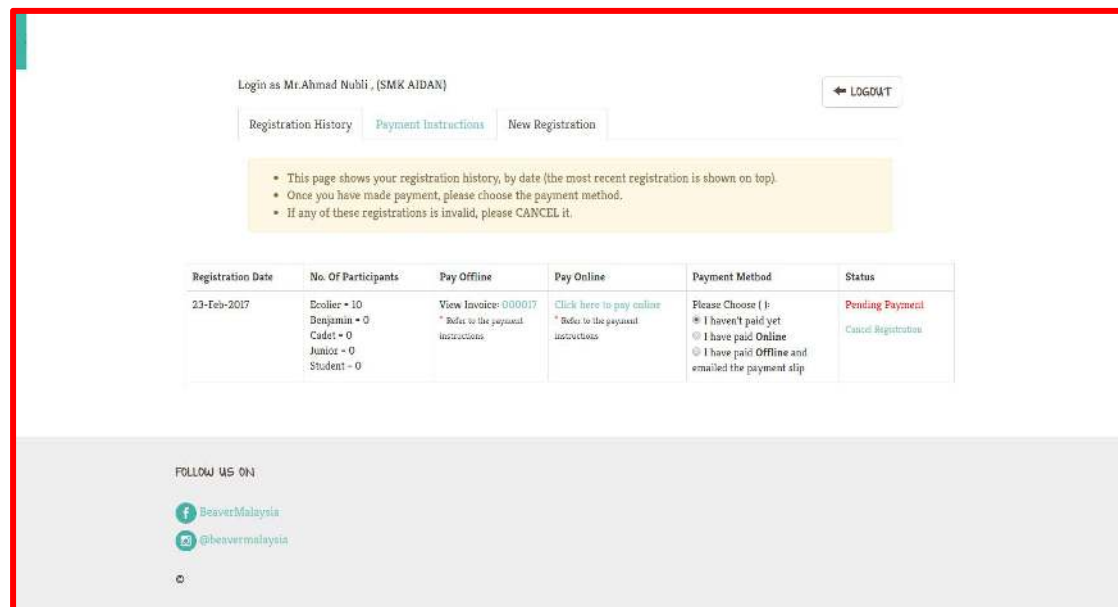 Login as Mr.Ahmad Nubli , (SMK AIDAN)
LOGOUT
Registration History Payment Instructions New Registration
This page shows your registration history, by date (the most recent registration is shown on top).
Once you have made payment, please choose the payment method.
If any of these registrations is invalid, please CANCEL it.
Registration Date No. Of Participants Pay Offline Pay Online Payment Method Status
23-Feb-2017
Ecolier = 10
Benjamin = 0
Cadet = 0
Junior = 0
Student = 0
View Invoice: 000017
* Refer to the payment
instructions
Click here to pay online
* Refer to the payment
instructions
Please Choose ( ):
I haven't paid yet
I have paid Online
I have paid Offline and
emailed the payment slip
Pending Payment
Cancel Registration
FOLLOW US ON
BeaverMalaysia
@beavermalaysia
©